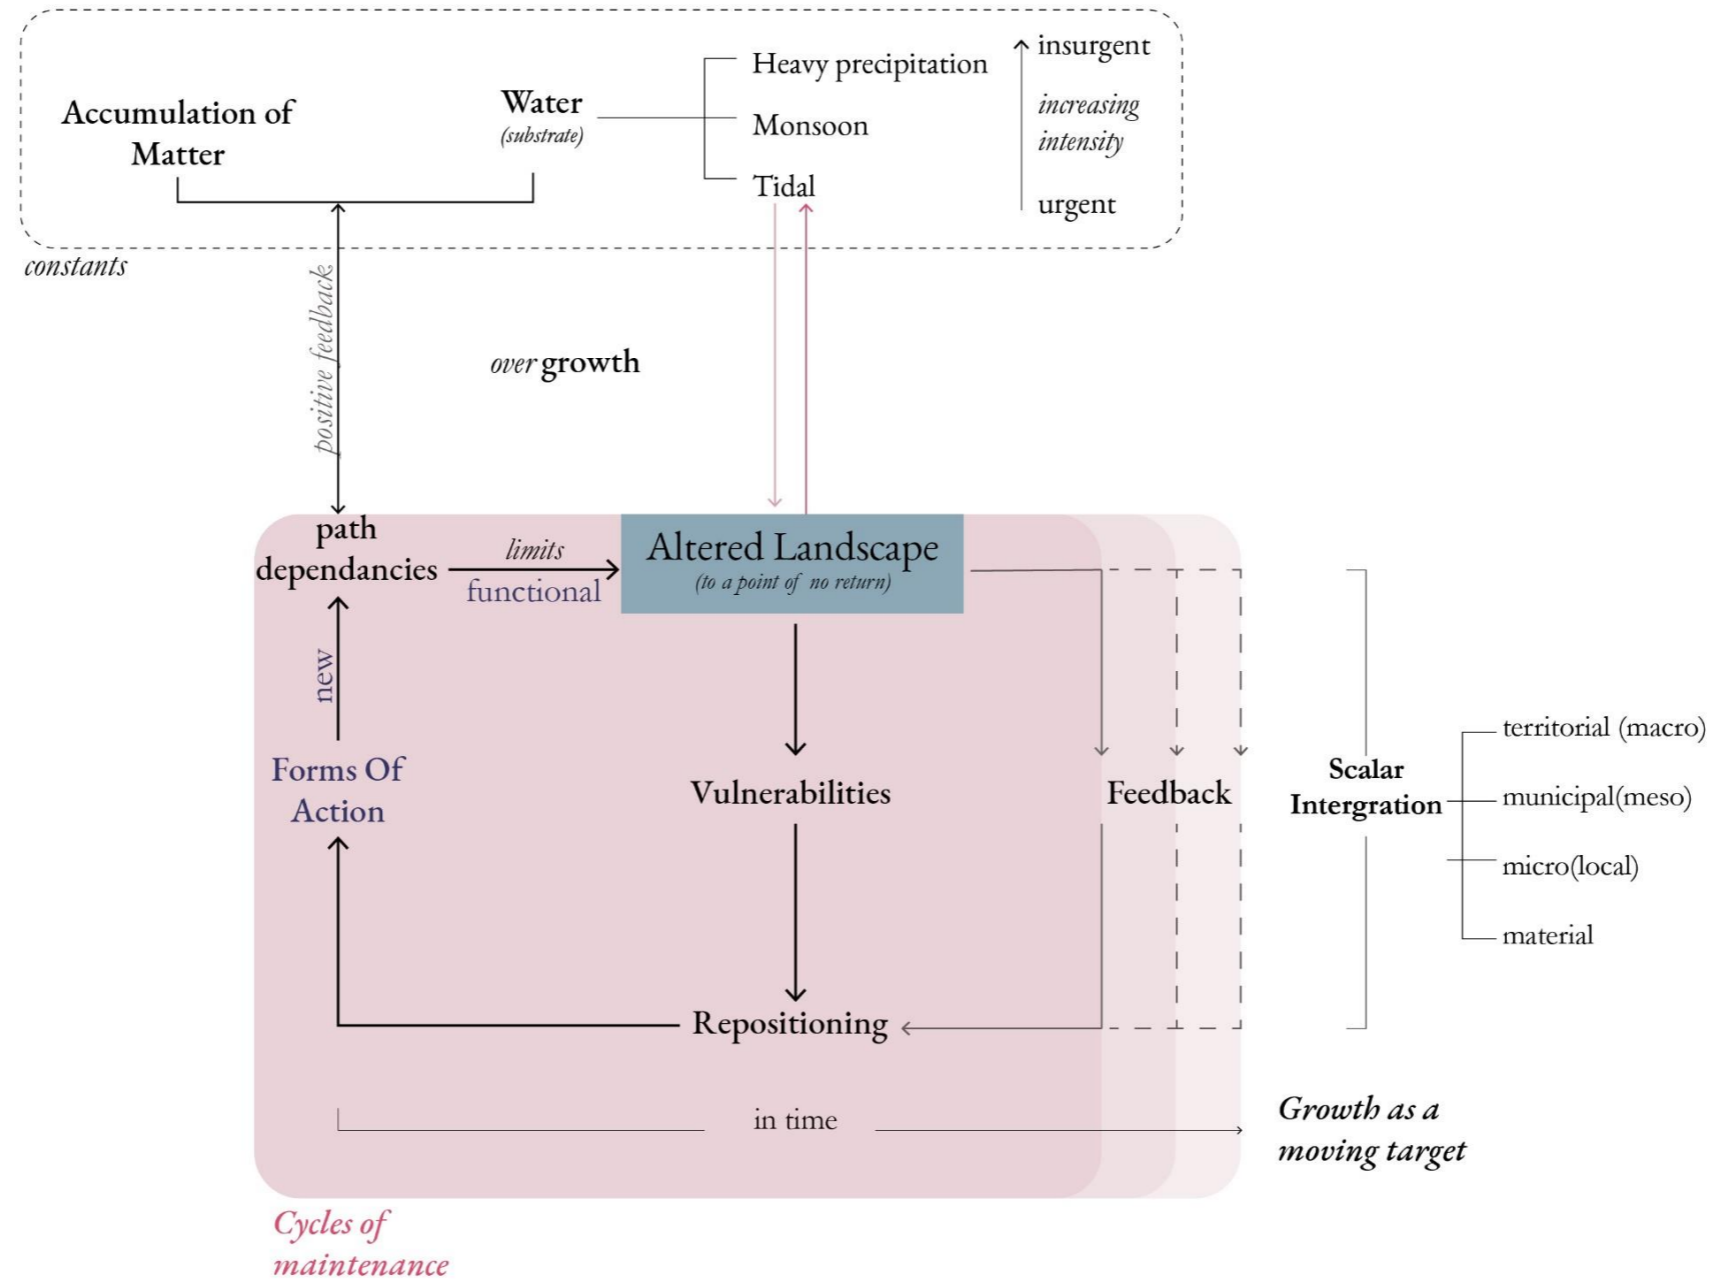 Accumulation of
Matter
Water
(substrate)
Heavy precipitation
Monsoon
Tidal
insurgent
increasing
intensity
urgent
constants
positive feedback
over growth
path
dependancies
limits
functional
Altered Landscape
(to a point of no return)
new
Forms Of
Action
Vulnerabilities
Feedback
Scalar
Intergration
territorial (macro)
municipal(meso)
micro(local)
material
Repositioning
in time
Growth as a
moving target
Cycles of
maintenance